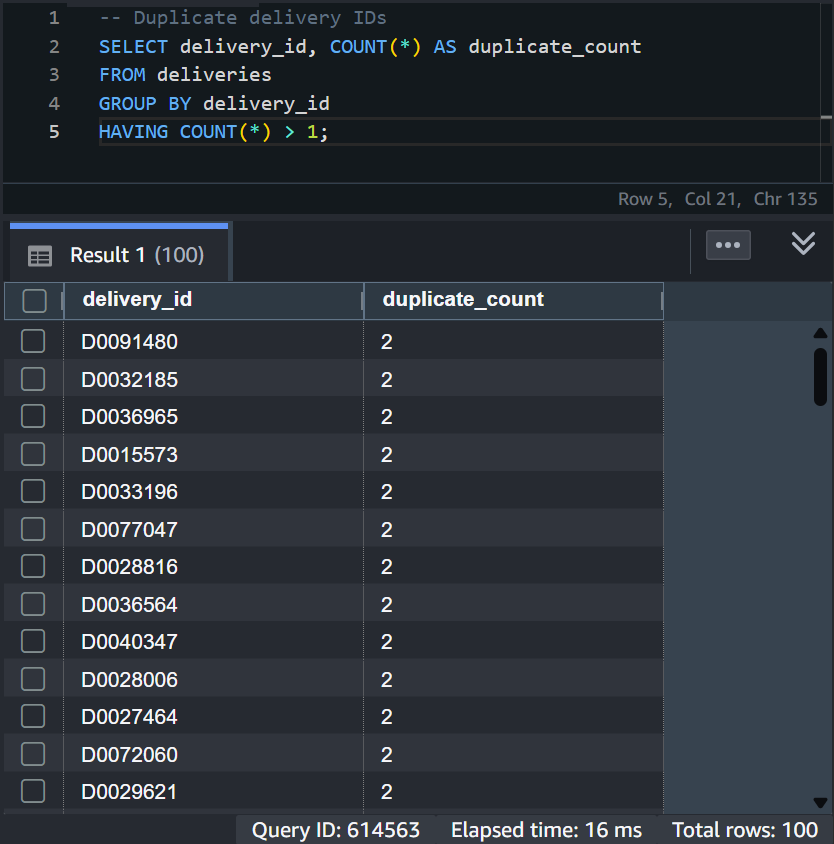 1 -- Duplicate delivery IDs
2 SELECT delivery_id, COUNT(*) AS duplicate_count
3 FROM deliveries
4 GROUP BY delivery_id
5 HAVING COUNT(*) > 1;
Row 5, Col 21, Chr 135
Result 1 (100)
delivery_id duplicate_count
D0091480 2
D0032185 2
D0036965 2
D0015573 2
D0033196 2
D0077047 2
D0028816 2
D0036564 2
D0040347 2
D0028006 2
D0027464 2
D0072060 2
D0029621 2
Query ID: 614563 Elapsed time: 16 ms Total rows: 100